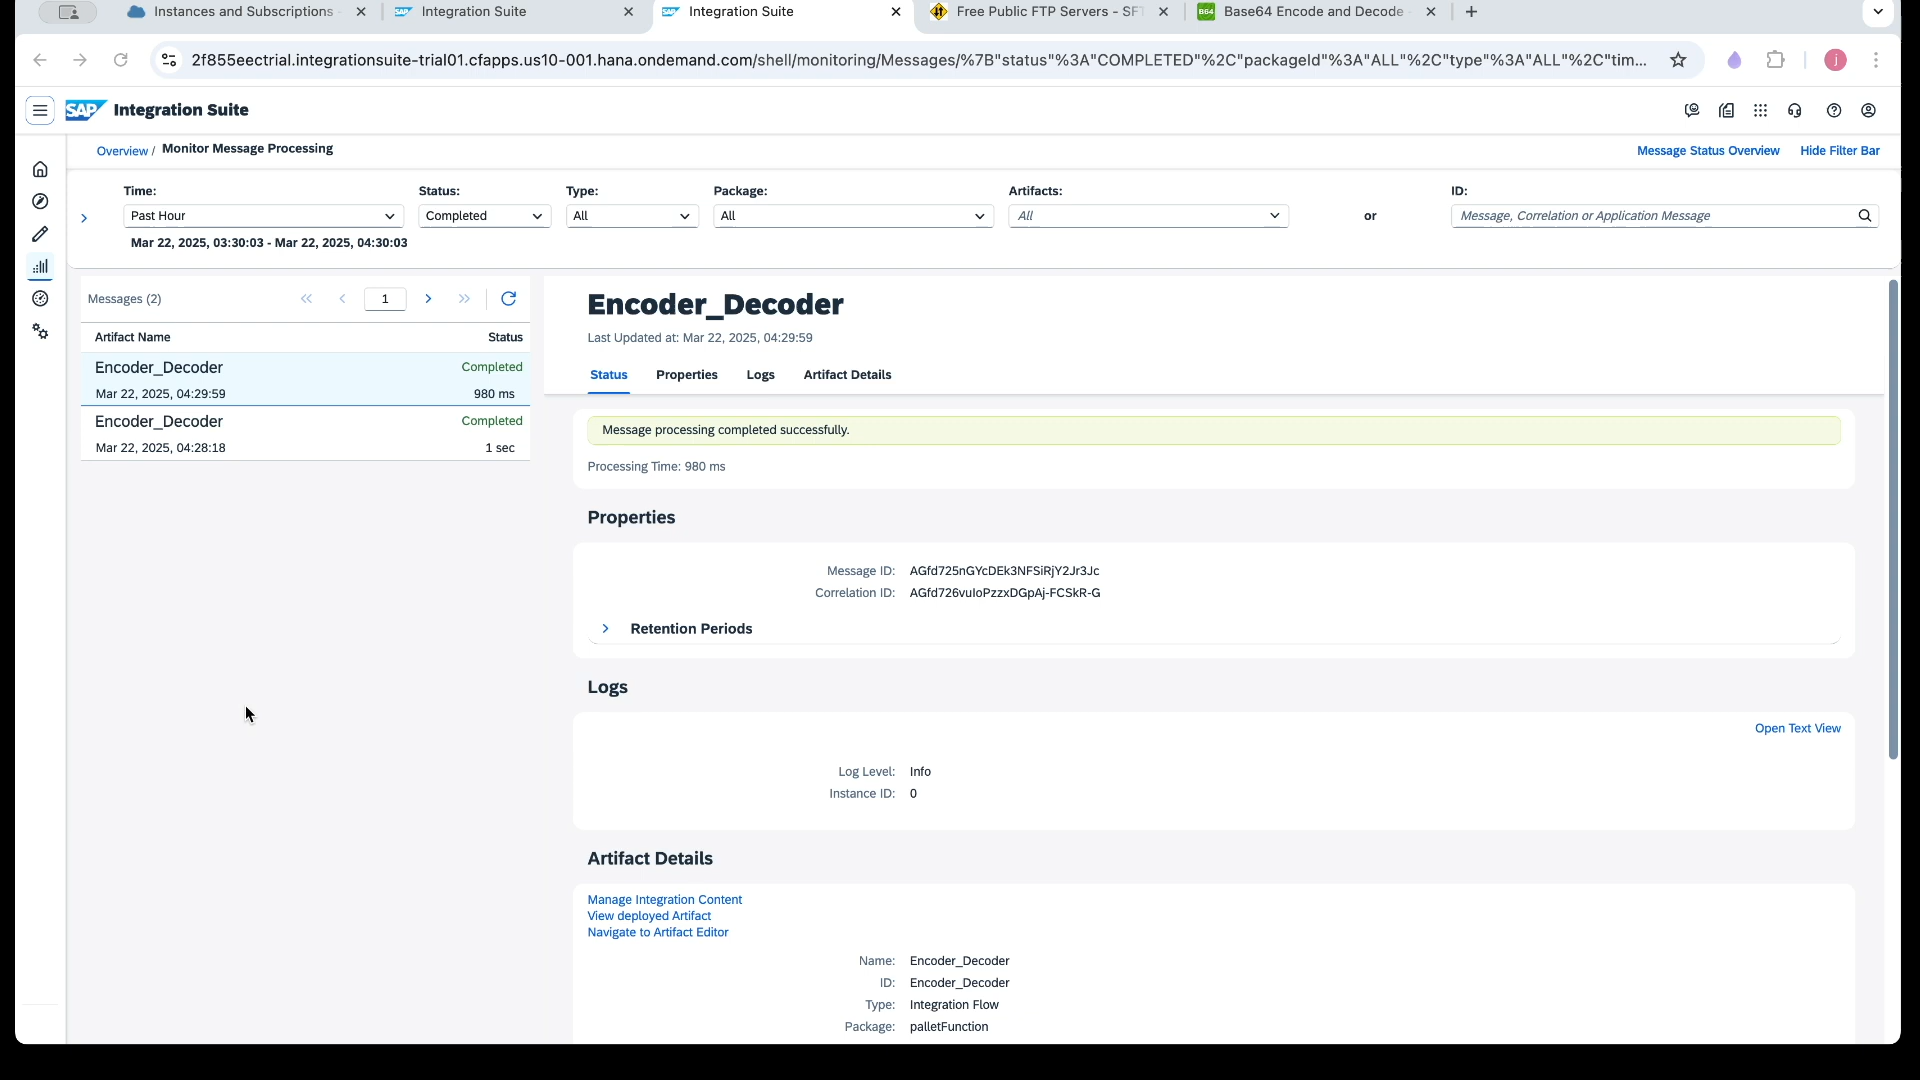 Instances and Subscriptions
Integration Suite
Integration Suite
Free Public FTP Servers - SFT
B64 Base64 Encode and Decode
2f855eectrial.integrationsuite-trial01.cfapps.us10-001.hana.ondemand.com/shell/monitoring/Messages/%7B"status"%3A"COMPLETED"%2C"packageId"%3A"ALL"%2C"type"%3A"ALL"%2C"tim...
j
SAP Integration Suite
Overview / Monitor Message Processing
Message Status Overview
Hide Filter Bar
Time:
Status:
Type:
Package:
Artifacts:
ID:
Past Hour
Completed
All
All
All
or
Message, Correlation or Application Message
Mar 22, 2025, 03:30:03 - Mar 22, 2025, 04:30:03
Messages (2)
1
Artifact Name
Status
Encoder_Decoder
Completed
Mar 22, 2025, 04:29:59
980 ms
Encoder_Decoder
Completed
Mar 22, 2025, 04:28:18
1 sec
Encoder_Decoder
Last Updated at: Mar 22, 2025, 04:29:59
Status
Properties
Logs
Artifact Details
Message processing completed successfully.
Processing Time: 980 ms
Properties
Message ID: AGfd725nGYcDEk3NFSiRjY2Jr3Jc
Correlation ID: AGfd726vuIoPzzxDGpAj-FCSkR-G
Retention Periods
Logs
Open Text View
Log Level: Info
Instance ID: 0
Artifact Details
Manage Integration Content
View deployed Artifact
Navigate to Artifact Editor
Name: Encoder_Decoder
ID: Encoder_Decoder
Type: Integration Flow
Package: palletFunction